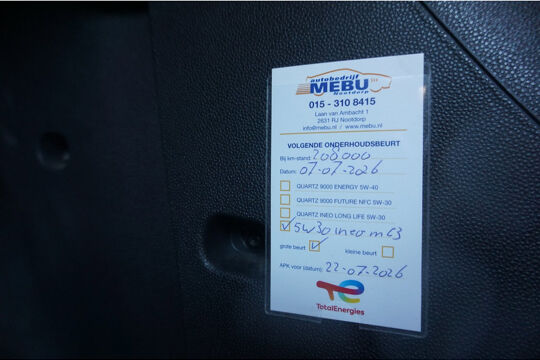 autobedrijf
MEBU
Nootdorp
015 - 310 8415
Laan van Ambacht 1
2631 RJ Nootdorp
info@mebu.nl / www.mebu.nl
VOLGENDE ONDERHOUDSBEURT
Bij km-stand: 208000
Datum: 07-07-2026
QUARTZ 9000 ENERGY 5W-40
QUARTZ 9000 FUTURE NFC 5W-30
QUARTZ INEO LONG LIFE 5W-30
5W30 ineo mc3
grote beurt kleine beurt
APK voor (datum): 22-07-2026
TotalEnergies